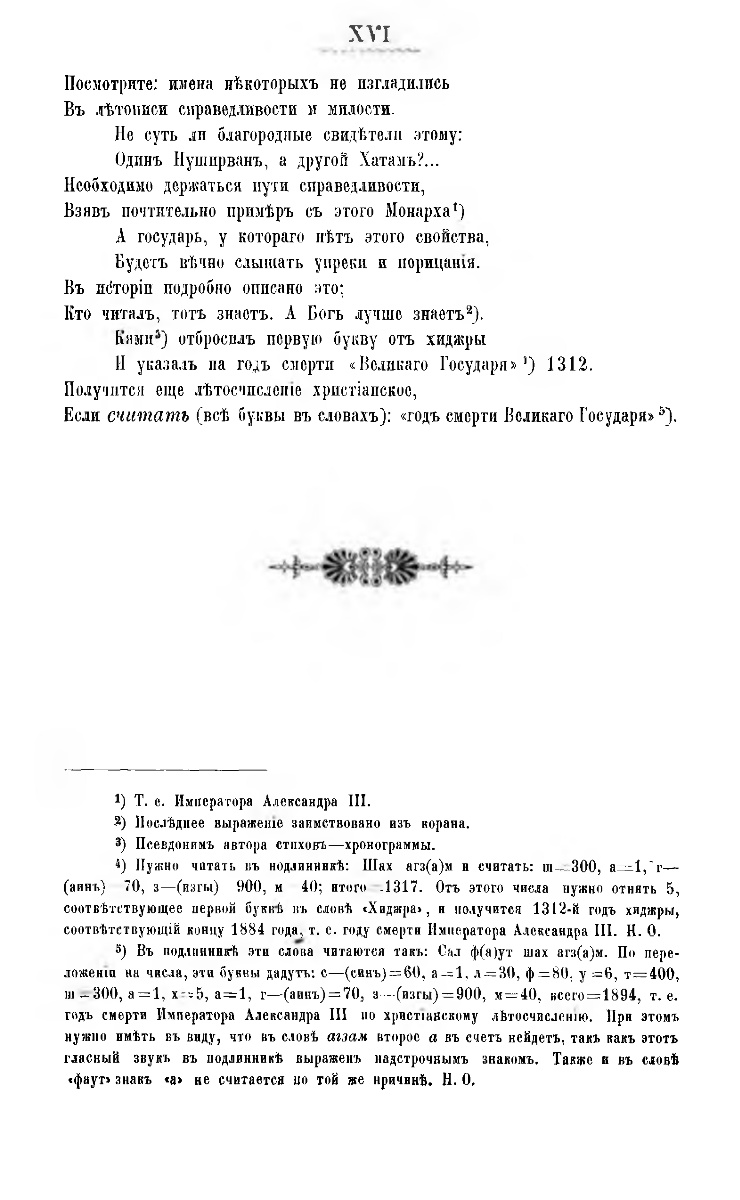 XVI
Посмотрите: имена нѣкоторыхъ не изгладились
Въ лѣтописи справедливости и милости.
Не суть ли благородные свидѣтели этому:
Одинъ Нуширванъ, а другой Хатамъ?...
Необходимо держаться пути справедливости,
Взявъ почтительно примѣръ съ этого Монарха¹)
А государь, у котораго нѣтъ этого свойства,
Будетъ вѣчно слышать упреки и порицанія.
Въ исторіи подробно описано это;
Кто читалъ, тотъ знаетъ. А Богъ лучше знаетъ²).
Ками³) отбросилъ первую букву отъ хиджры
И указалъ на годъ смерти «Великаго Государя» ⁴) 1312.
Получится еще лѣтосчисленіе христіанское,
Если считать (всѣ буквы въ словахъ): «годъ смерти Великаго Государя» ⁵).
¹) Т. е. Императора Александра III.
²) Послѣднее выраженіе заимствовано изъ корана.
³) Псевдонимъ автора стиховъ—хронограммы.
⁴) Нужно читать въ подлинникѣ: Шах агз(а)м и считать: ш—300, а—1, г—
(аинъ) 70, з—(изгы) 900, м 40; итого 1317. Отъ этого числа нужно отнять 5,
соотвѣтствующее первой буквѣ въ словѣ «Хиджра», и получится 1312-й годъ хиджры,
соотвѣтствующій концу 1884 года, т. е. году смерти Императора Александра III. Н. О.
⁵) Въ подлинникѣ эти слова читаются такъ: Сал ф(а)ут шах агз(а)м. По пере-
ложеніи на числа, эти буквы дадутъ: с—(синъ)=60, а=1, л=30, ф=80, у=6, т=400,
ш=300, а=1, х=5, а=1, г—(аинъ)=70, з—(изгы)=900, м=40, всего=1894, т. е.
годъ смерти Императора Александра III по христіавскому лѣтосчисленію. При этомъ
нужно имѣть въ виду, что въ словѣ агзам второе а въ счетъ нейдетъ, такъ какъ этотъ
гласный звукъ въ подлинникѣ выраженъ надстрочнымъ знакомъ. Также и въ словѣ
«фаут» знакъ «а» не считается по той же причинѣ. Н. О.